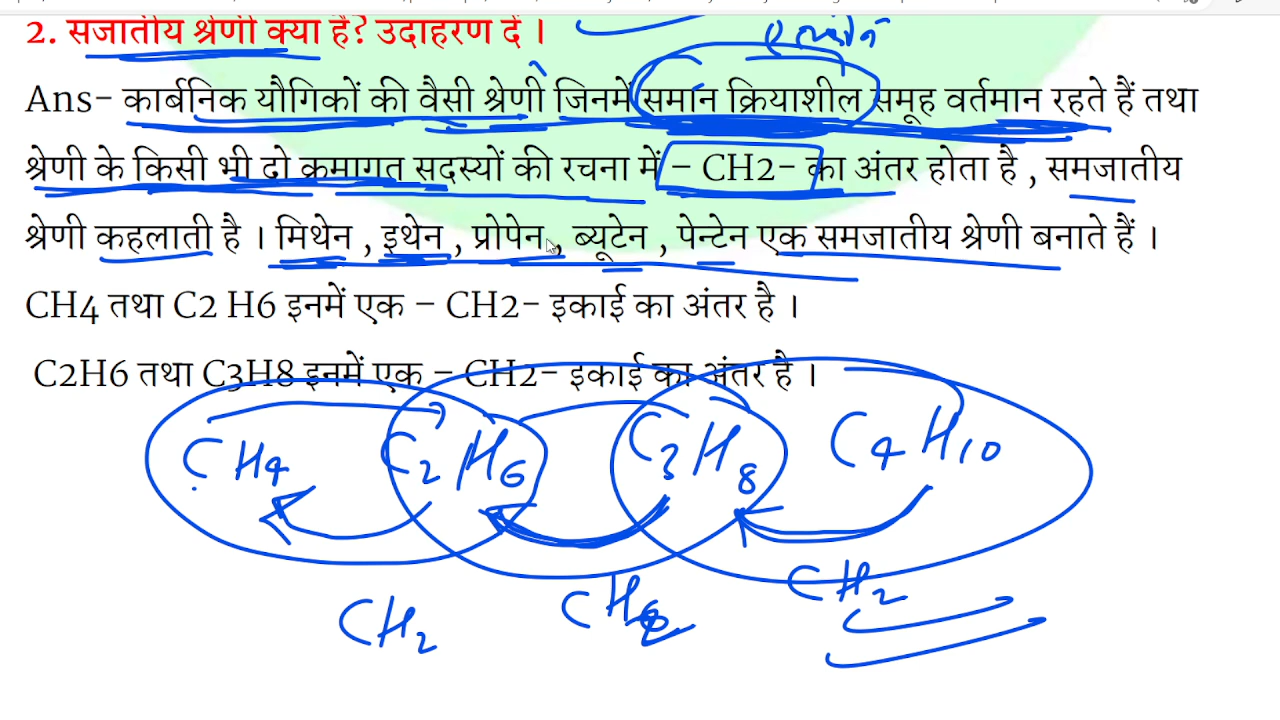 2. सजातीय श्रेणी क्या है? उदाहरण दें ।
Ans- कार्बनिक यौगिकों की वैसी श्रेणी जिनमें समान क्रियाशील समूह वर्तमान रहते हैं तथा
श्रेणी के किसी भी दो क्रमागत सदस्यों की रचना में – CH2- का अंतर होता है , समजातीय
श्रेणी कहलाती है । मिथेन , इथेन , प्रोपेन , ब्यूटेन , पेन्टेन एक समजातीय श्रेणी बनाते हैं ।
CH4 तथा C2 H6 इनमें एक – CH2- इकाई का अंतर है ।
C2H6 तथा C3H8 इनमें एक – CH2- इकाई का अंतर है ।
CH4 C2H6 C3H8 C4H10
CH2 CH2 CH2